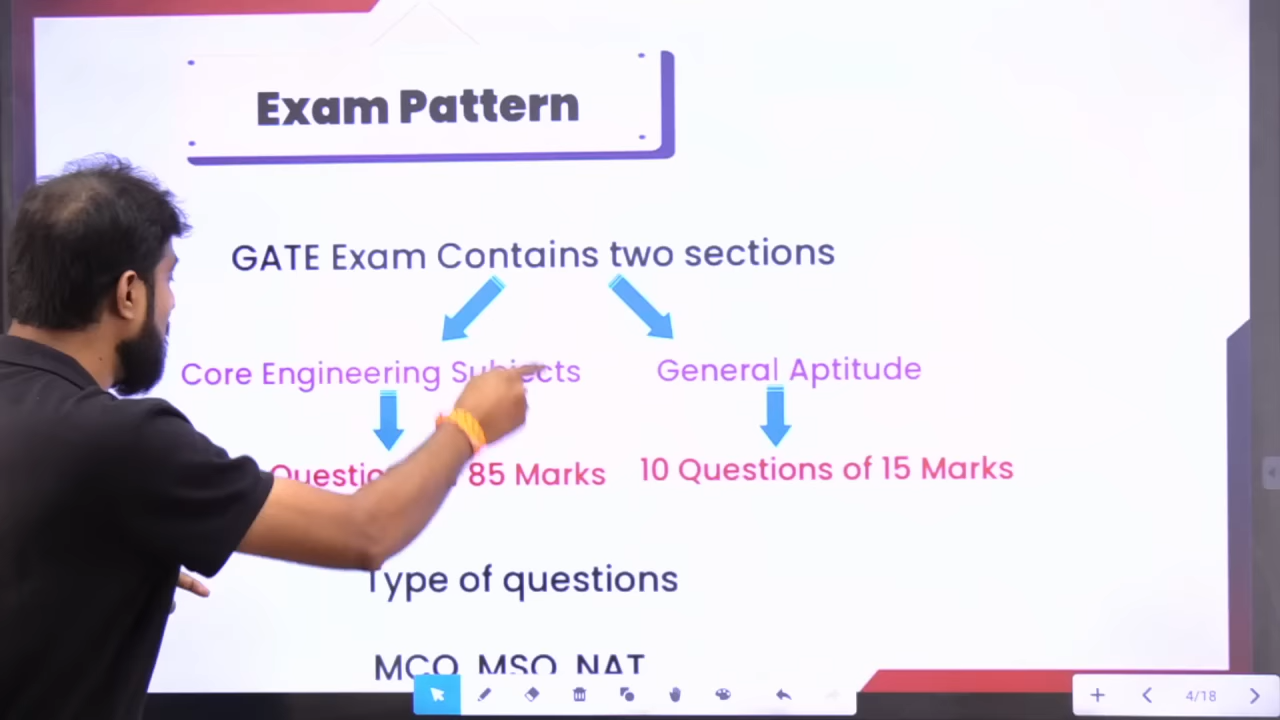 Exam Pattern
GATE Exam Contains two sections
Core Engineering Subjects General Aptitude
85 Marks 10 Questions of 15 Marks
Type of questions
MCQ, MSQ, NAT
4/18